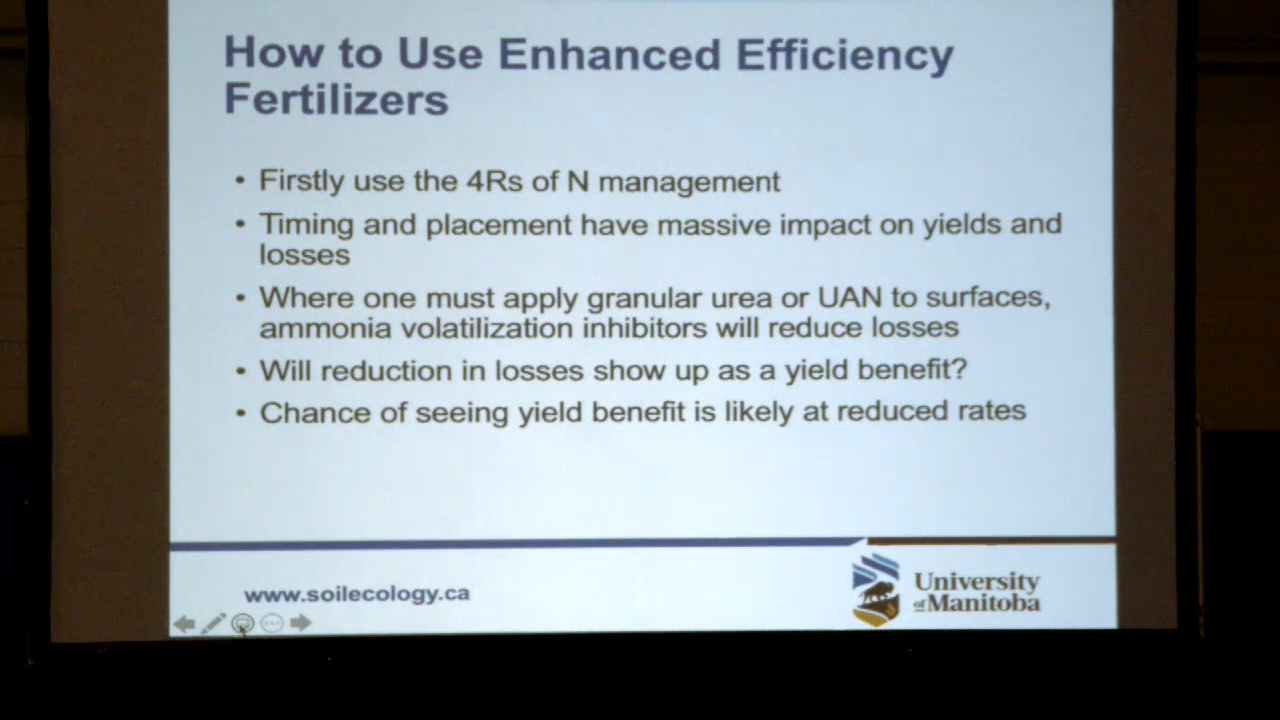 How to Use Enhanced Efficiency
Fertilizers
• Firstly use the 4Rs of N management
• Timing and placement have massive impact on yields and
losses
• Where one must apply granular urea or UAN to surfaces,
ammonia volatilization inhibitors will reduce losses
• Will reduction in losses show up as a yield benefit?
• Chance of seeing yield benefit is likely at reduced rates
www.soilecology.ca
University
of Manitoba